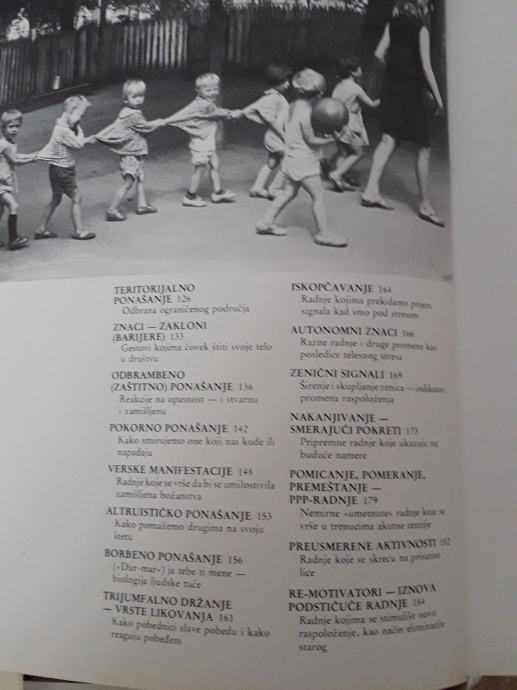 TERITORIJALNO
PONAŠANJE 126
Odbrana ograničenog područja
ZNACI — ZAKLONI
(BARIJERE) 133
Gestovi kojima čovek štiti svoje telo
u društvu
ODBRAMBENO
(ZAŠTITNO) PONAŠANJE 136
Reakcije na opasnost — i stvarnu
i zamišljenu
POKORNO PONAŠANJE 142
Kako smirujemo one koji nas kude ili
napadaju
VERSKE MANIFESTACIJE 148
Radnje koje se vrše da bi se umilostivila
zamišljena božanstva
ALTRUISTIČKO PONAŠANJE 153
Kako pomažemo drugima na svoju
štetu
BORBENO PONAŠANJE 156
(»Dur-mar«) ja tebe ti mene —
biologija ljudske tuče
TRIJUMFALNO DRŽANJE
— VRSTE LIKOVANJA 161
Kako pobednici slave pobedu i kako
reaguju pobeđeni
ISKOPČAVANJE 164
Radnje kojima prekidamo prijem
signala kad smo pod stresom
AUTONOMNI ZNACI 166
Razne radnje i druge promene kao
posledice telesnog stresa
ZENIČNI SIGNALI 169
Širenje i skupljanje zenica — indikatori
promena raspoloženja
NAKANJIVANJE —
SMERAJUĆI POKRETI 173
Pripremne radnje koje ukazuju na
buduće namere
POMICANJE, POMERANJE,
PREMEŠTANJE —
PPP-RADNJE 179
Nemirne »umetnute« radnje koje se
vrše u trenucima akutne tenzije
PREUSMERENE AKTIVNOSTI 182
Radnje koje se skreću na prisutno
lice
RE-MOTIVATORI — IZNOVA
PODSTIČUĆE RADNJE 184
Radnje kojima se stimuliše novo
raspoloženje, kao način eliminacije
starog